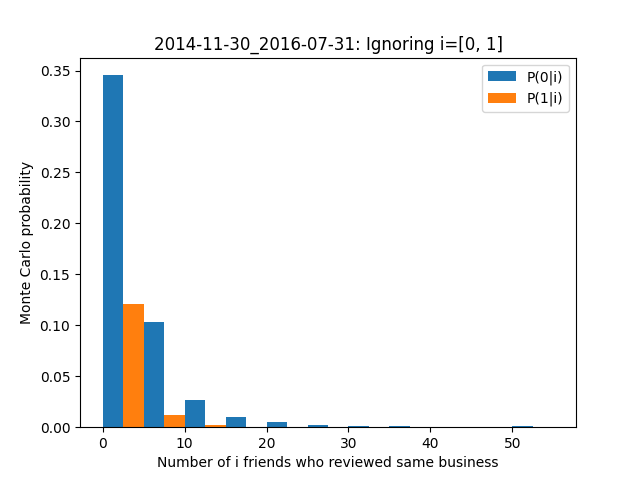 2014-11-30_2016-07-31: Ignoring i=[0, 1]
P(0|i)
P(1|i)
Monte Carlo probability
0.35
0.30
0.25
0.20
0.15
0.10
0.05
0.00
0 10 20 30 40 50
Number of i friends who reviewed same business